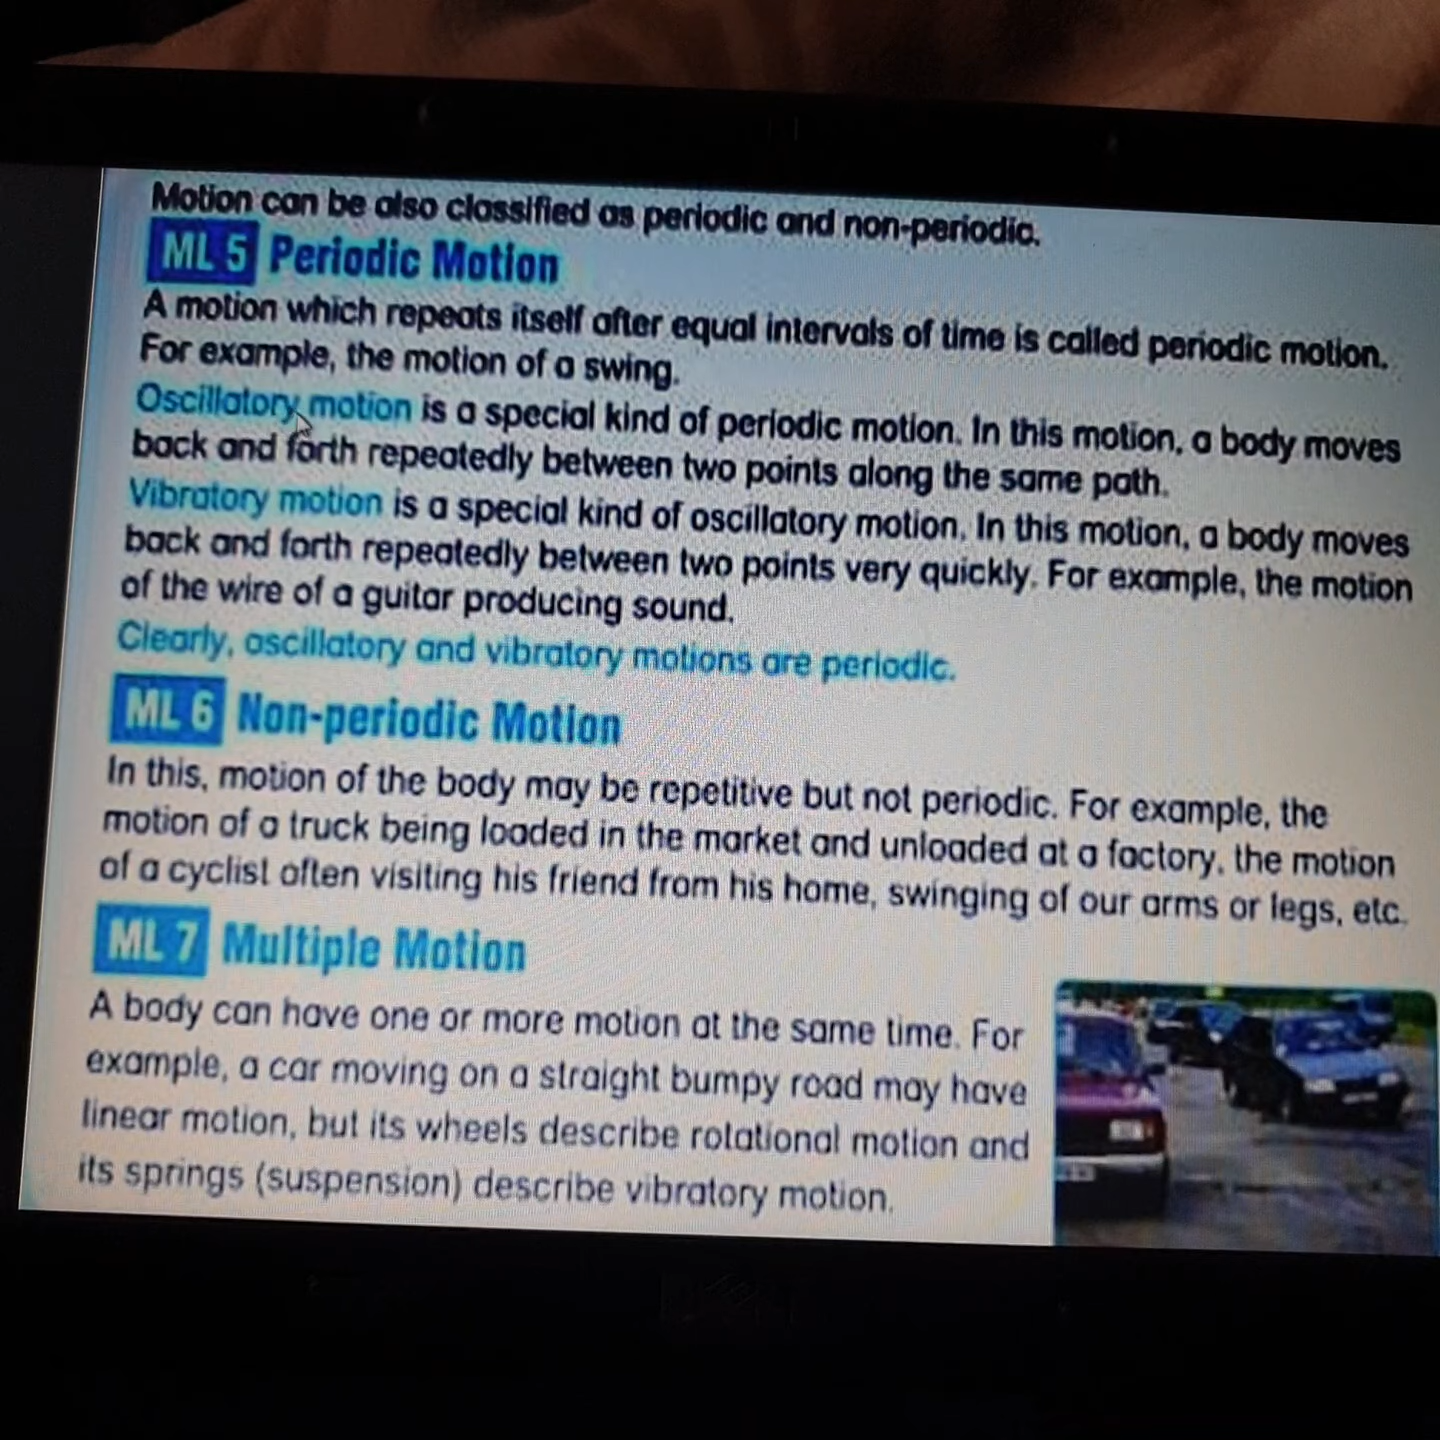 Motion can be also classified as periodic and non-periodic.
ML 5 Periodic Motion
A motion which repeats itself after equal intervals of time is called periodic motion.
For example, the motion of a swing.
Oscillatory motion is a special kind of periodic motion. In this motion, a body moves
back and forth repeatedly between two points along the same path.
Vibratory motion is a special kind of oscillatory motion. In this motion, a body moves
back and forth repeatedly between two points very quickly. For example, the motion
of the wire of a guitar producing sound.
Clearly, oscillatory and vibratory motions are periodic.
ML 6 Non-periodic Motion
In this, motion of the body may be repetitive but not periodic. For example, the
motion of a truck being loaded in the market and unloaded at a factory, the motion
of a cyclist often visiting his friend from his home, swinging of our arms or legs, etc.
ML 7 Multiple Motion
A body can have one or more motion at the same time. For
example, a car moving on a straight bumpy road may have
linear motion, but its wheels describe rotational motion and
its springs (suspension) describe vibratory motion.